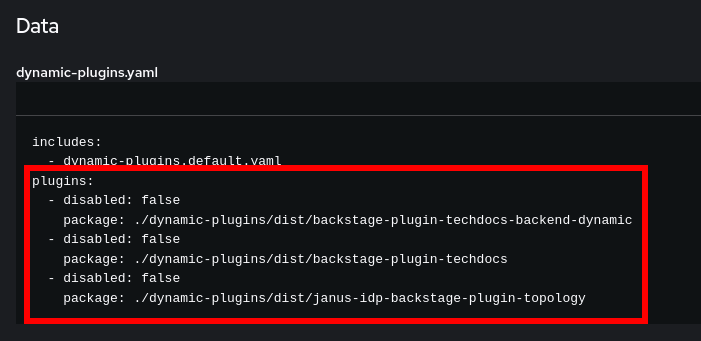 Data
dynamic-plugins.yaml
includes:
  - dynamic-plugins.default.yaml
plugins:
  - disabled: false
    package: ./dynamic-plugins/dist/backstage-plugin-techdocs-backend-dynamic
  - disabled: false
    package: ./dynamic-plugins/dist/backstage-plugin-techdocs
  - disabled: false
    package: ./dynamic-plugins/dist/janus-idp-backstage-plugin-topology